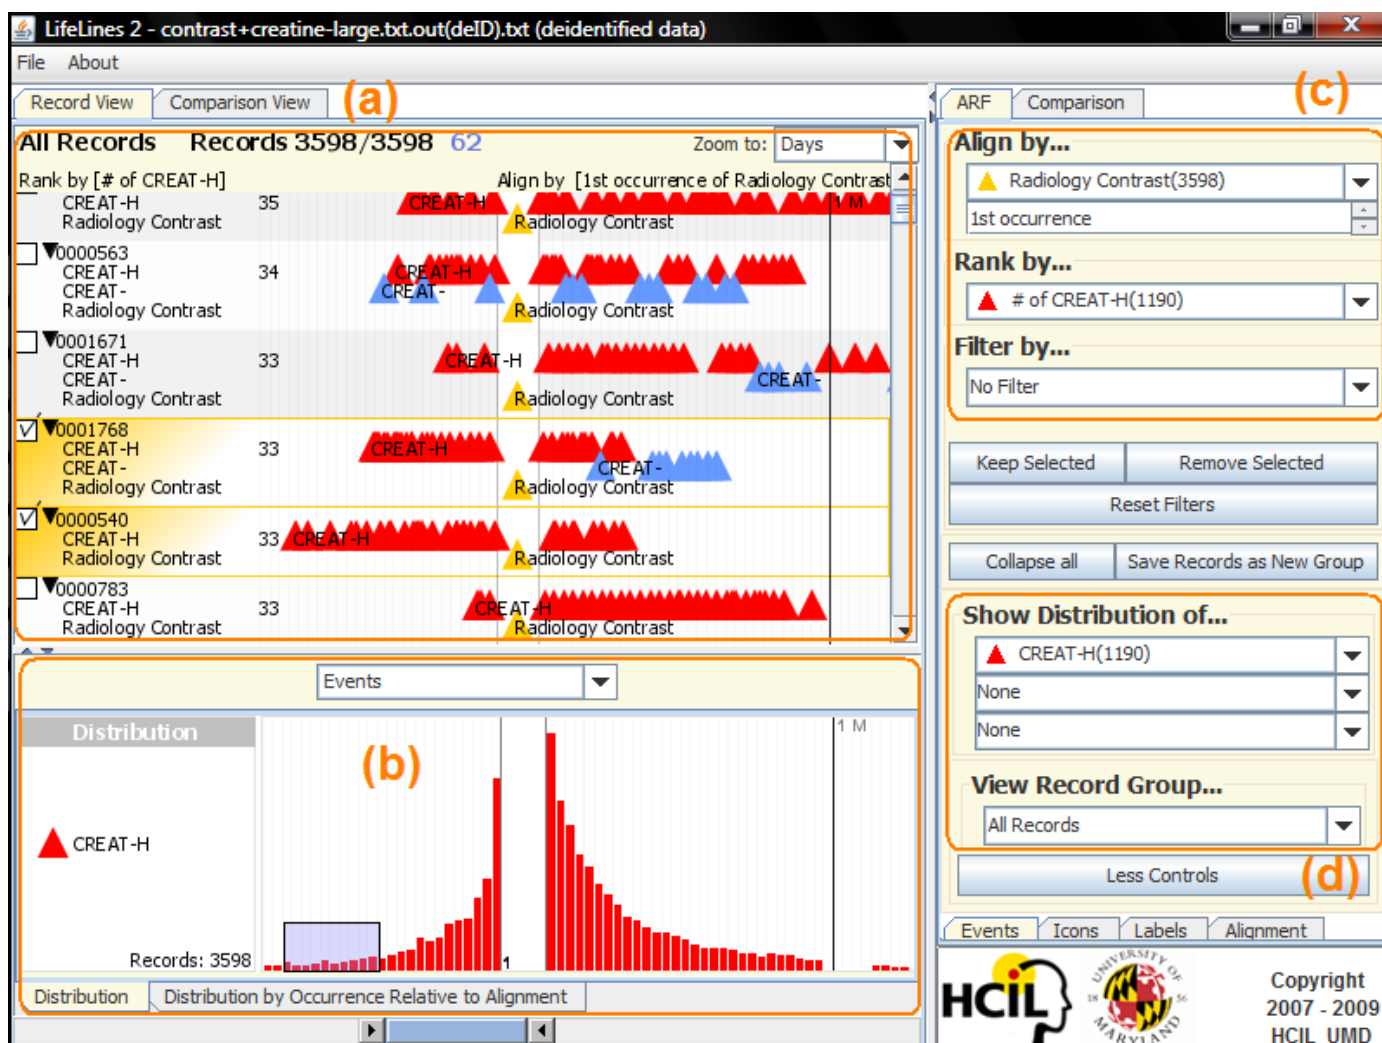 LifeLines 2 - contrast+creatine-large.txt.out(deID).txt (deidentified data)
File About
Record View Comparison View (a)
All Records Records 3598/3598 62 Zoom to: Days
Rank by [# of CREAT-H] Align by [1st occurrence of Radiology Contrast
CREAT-H 35 CREAT-H 1 M
Radiology Contrast Radiology Contrast
0000563
CREAT-H 34 CREAT-H
CREAT- CREAT-
Radiology Contrast Radiology Contrast
0001671
CREAT-H 33 CREAT-H
CREAT- CREAT-
Radiology Contrast Radiology Contrast
0001768
CREAT-H 33 CREAT-H
CREAT- CREAT-
Radiology Contrast Radiology Contrast
0000540
CREAT-H 33 CREAT-H
Radiology Contrast Radiology Contrast
0000783
CREAT-H 33 CREAT-H
Radiology Contrast Radiology Contrast
Events
Distribution 1 M
(b)
CREAT-H
Records: 3598 1
Distribution Distribution by Occurrence Relative to Alignment
ARF Comparison (c)
Align by...
Radiology Contrast(3598)
1st occurrence
Rank by...
# of CREAT-H(1190)
Filter by...
No Filter
Keep Selected Remove Selected
Reset Filters
Collapse all Save Records as New Group
Show Distribution of...
CREAT-H(1190)
None
None
View Record Group...
All Records
Less Controls (d)
Events Icons Labels Alignment
HCIL
UNIVERSITY OF
18 56
MARYLAND
Copyright
2007 - 2009
HCIL UMD